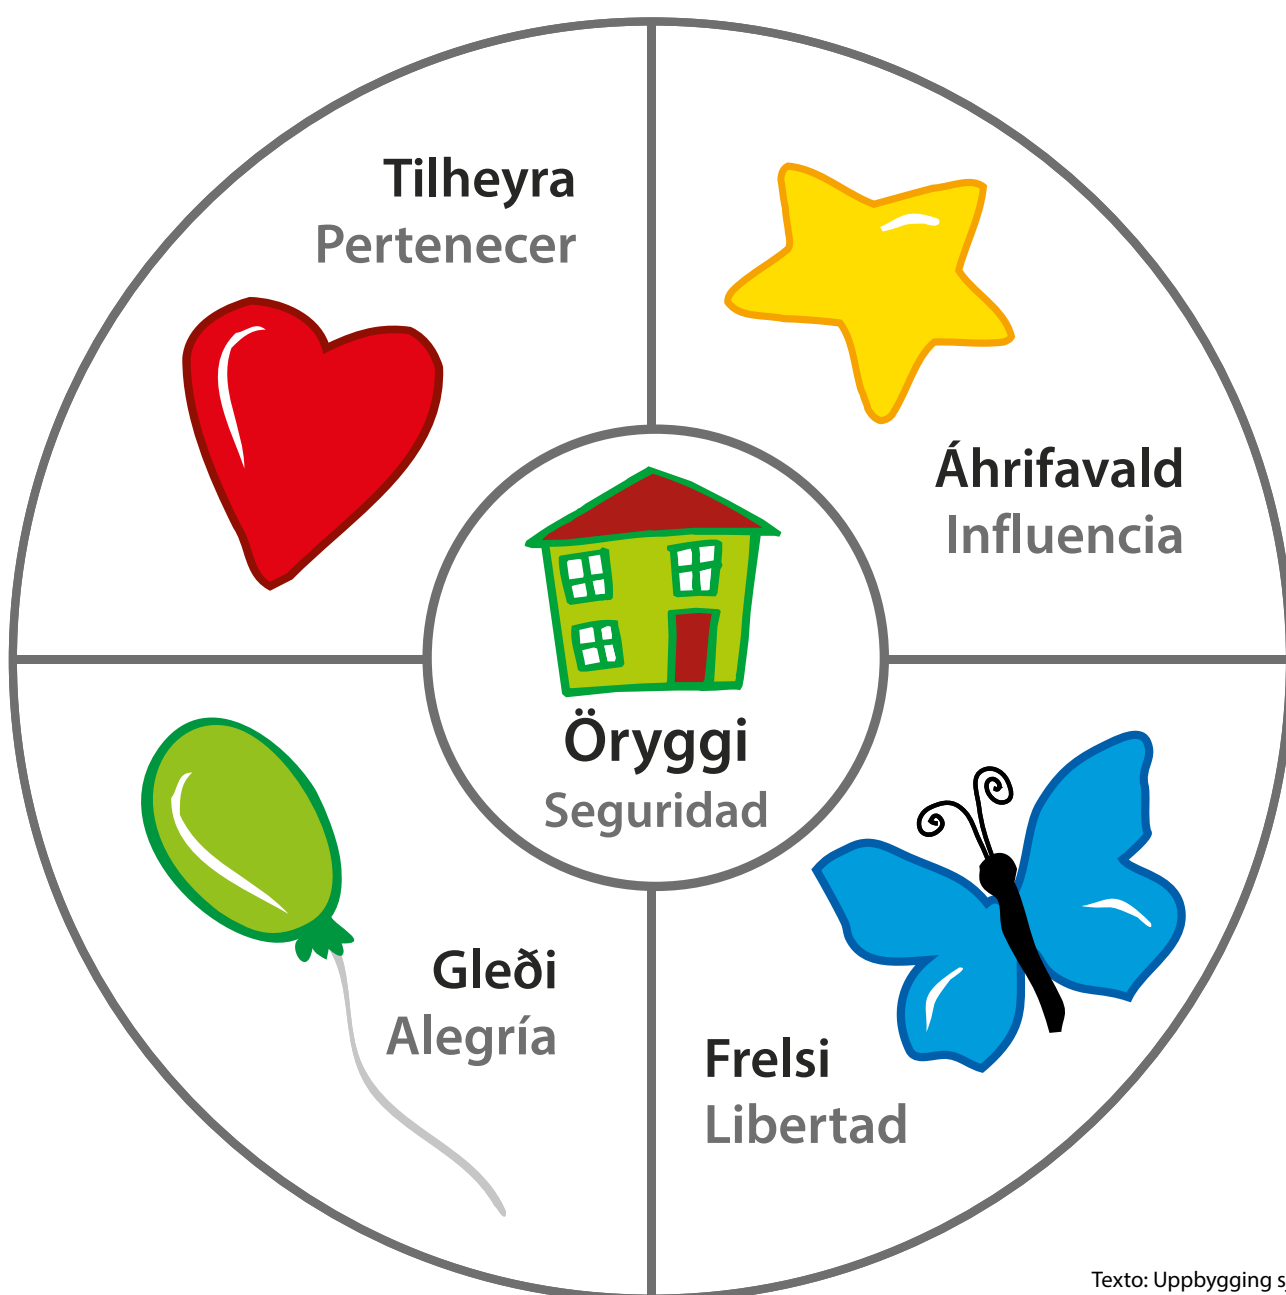 Tilheyra
Pertenecer
Áhrifavald
Influencia
Öryggi
Seguridad
Gleði
Alegría
Frelsi
Libertad
Texto: Uppbygging